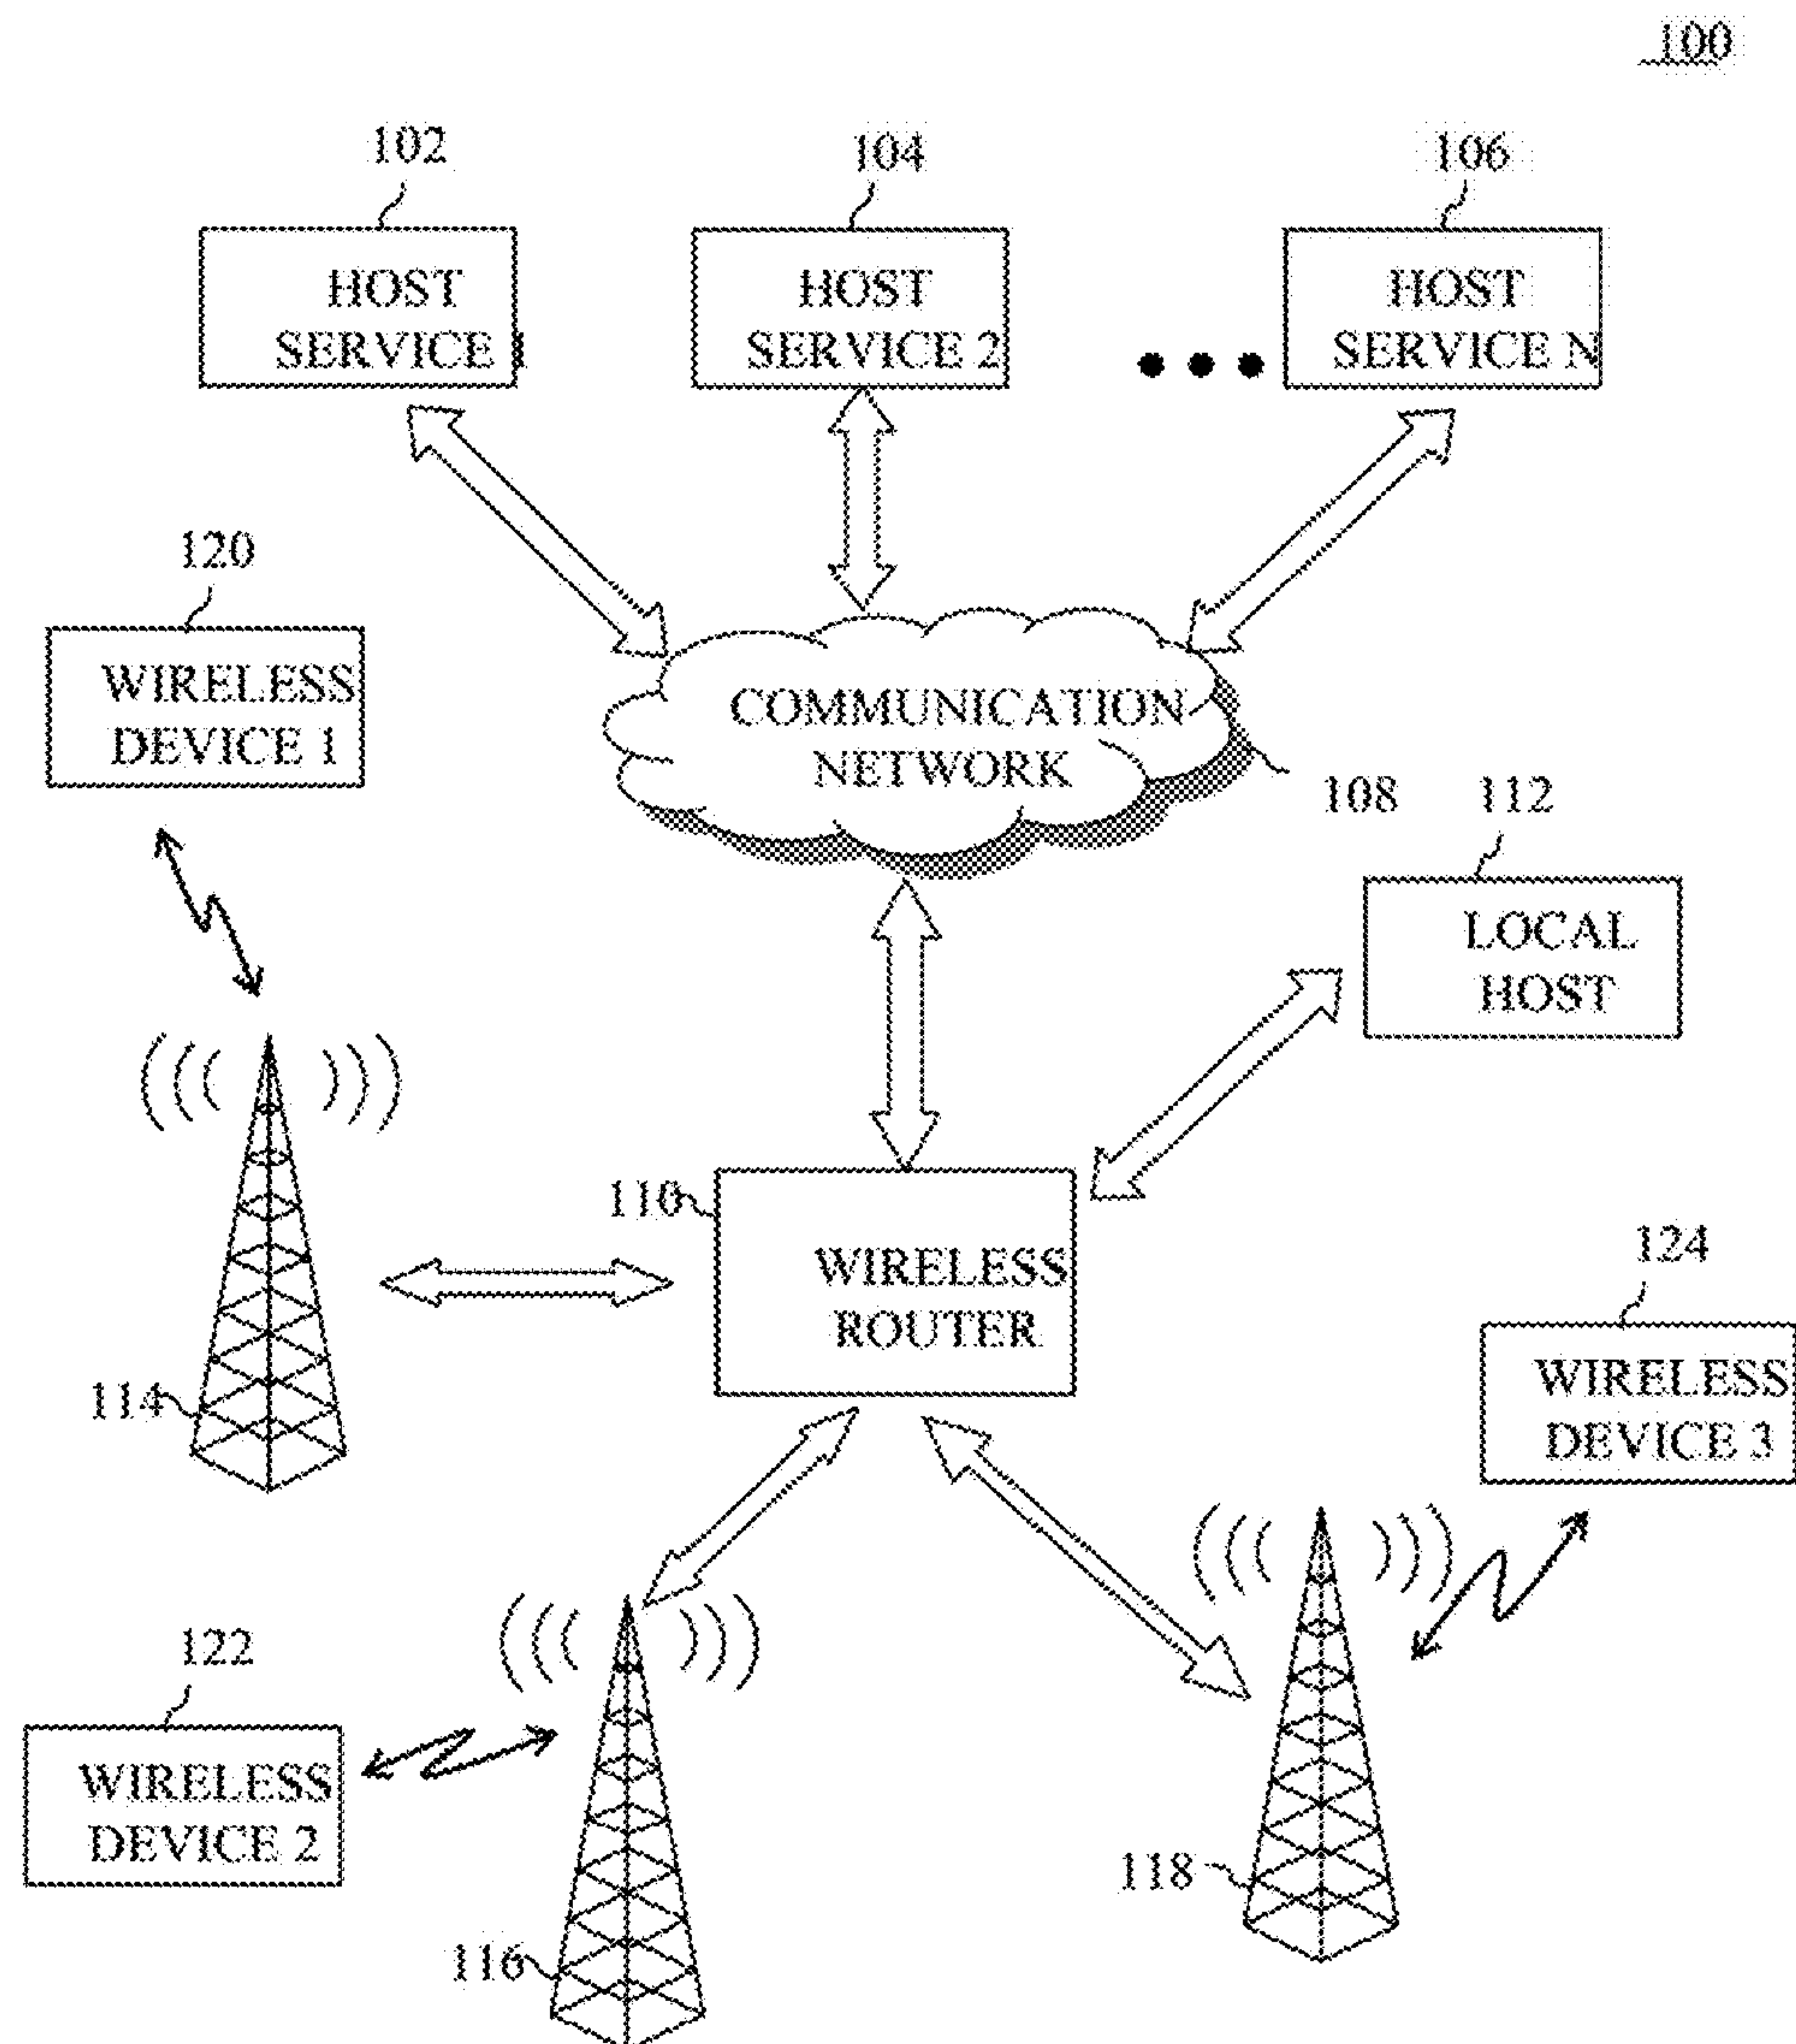 100
102
104
106
HOST
SERVICE 1
HOST
SERVICE 2
HOST
SERVICE N
120
WIRELESS
DEVICE 1
COMMUNICATION
NETWORK
108
112
LOCAL
HOST
110
WIRELESS
ROUTER
114
124
WIRELESS
DEVICE 3
122
WIRELESS
DEVICE 2
116
118